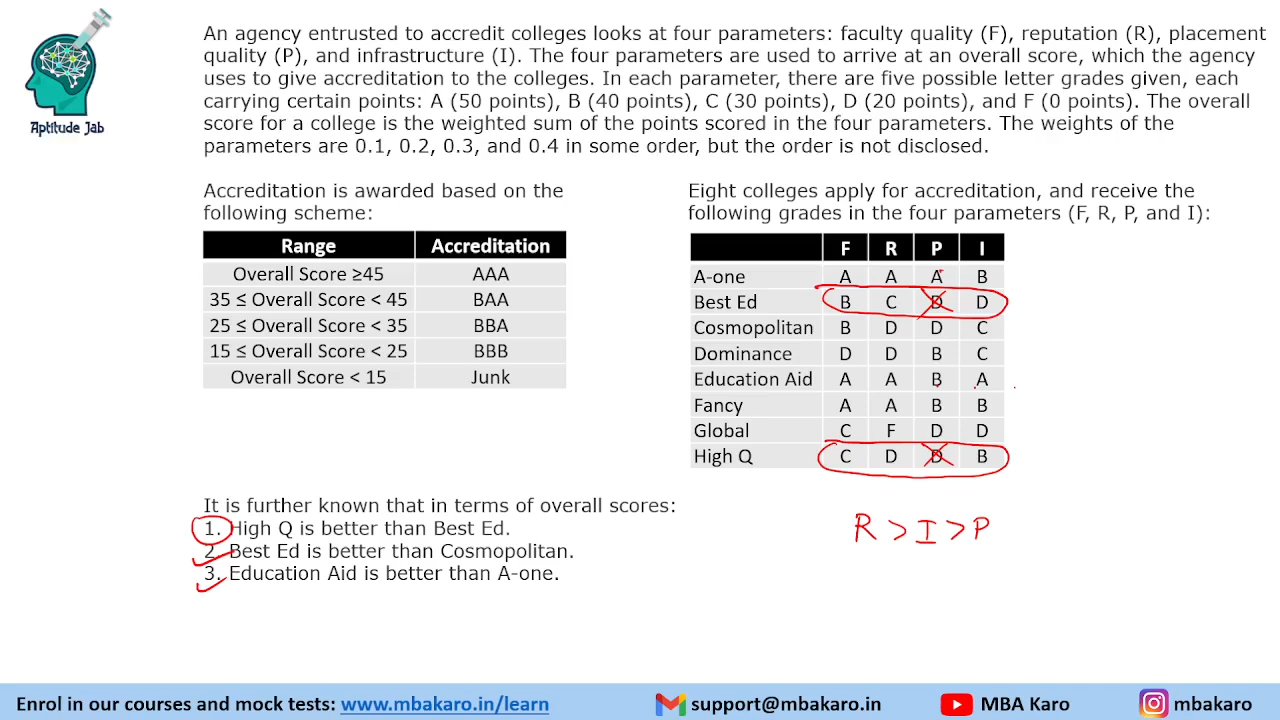 An agency entrusted to accredit colleges looks at four parameters: faculty quality (F), reputation (R), placement
quality (P), and infrastructure (I). The four parameters are used to arrive at an overall score, which the agency
uses to give accreditation to the colleges. In each parameter, there are five possible letter grades given, each
carrying certain points: A (50 points), B (40 points), C (30 points), D (20 points), and F (0 points). The overall
score for a college is the weighted sum of the points scored in the four parameters. The weights of the
parameters are 0.1, 0.2, 0.3, and 0.4 in some order, but the order is not disclosed.
Aptitude Jab
Accreditation is awarded based on the
following scheme:
Range Accreditation
Overall Score ≥45 AAA
35 ≤ Overall Score < 45 BAA
25 ≤ Overall Score < 35 BBA
15 ≤ Overall Score < 25 BBB
Overall Score < 15 Junk
Eight colleges apply for accreditation, and receive the
following grades in the four parameters (F, R, P, and I):
F R P I
A-one A A A B
Best Ed B C D D
Cosmopolitan B D D C
Dominance D D B C
Education Aid A A B A
Fancy A A B B
Global C F D D
High Q C D D B
It is further known that in terms of overall scores:
1. High Q is better than Best Ed.
2. Best Ed is better than Cosmopolitan.
3. Education Aid is better than A-one.
R > I > P
Enrol in our courses and mock tests: www.mbakaro.in/learn support@mbakaro.in MBA Karo mbakaro